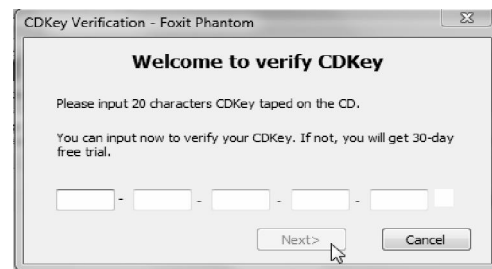 CDKey Verification - Foxit Phantom
Welcome to verify CDKey
Please input 20 characters CDKey taped on the CD.
You can input now to verify your CDKey. If not, you will get 30-day
free trial.
- - - -
Next> Cancel